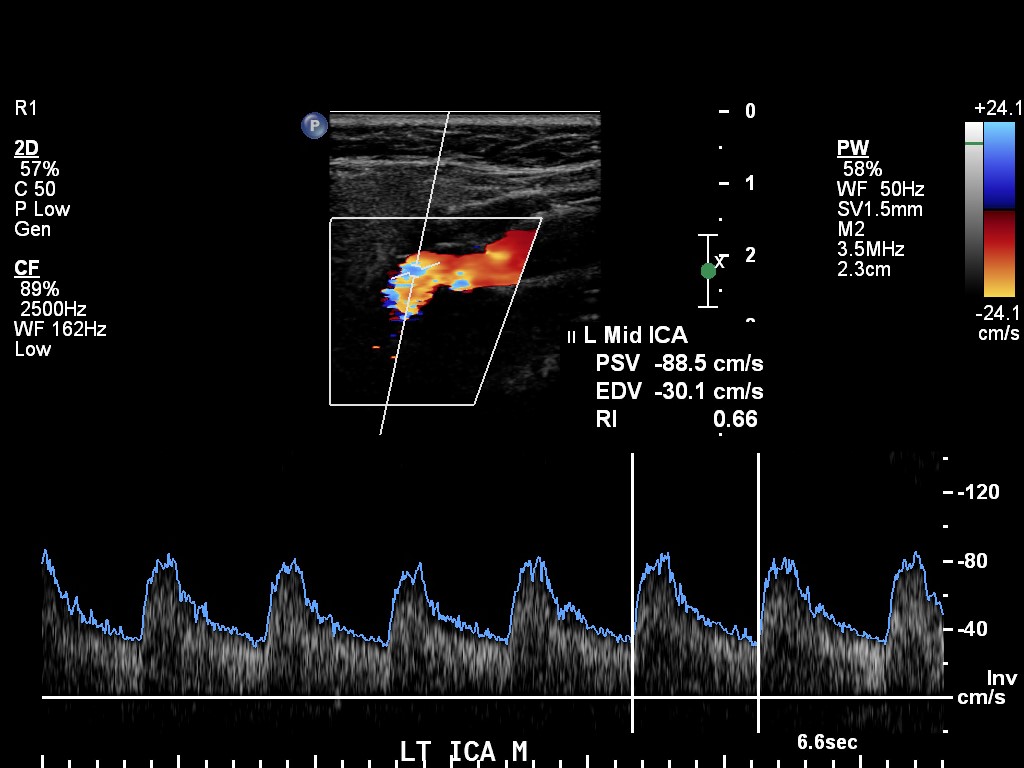 R1
2D
57%
C 50
P Low
Gen
CF
89%
2500Hz
WF 162Hz
Low
P
0
1
2
x
PW
58%
WF 50Hz
SV1.5mm
M2
3.5MHz
2.3cm
+24.1
-24.1
cm/s
L Mid ICA
PSV -88.5 cm/s
EDV -30.1 cm/s
RI 0.66
-120
-80
-40
Inv
cm/s
6.6sec
LT ICA M